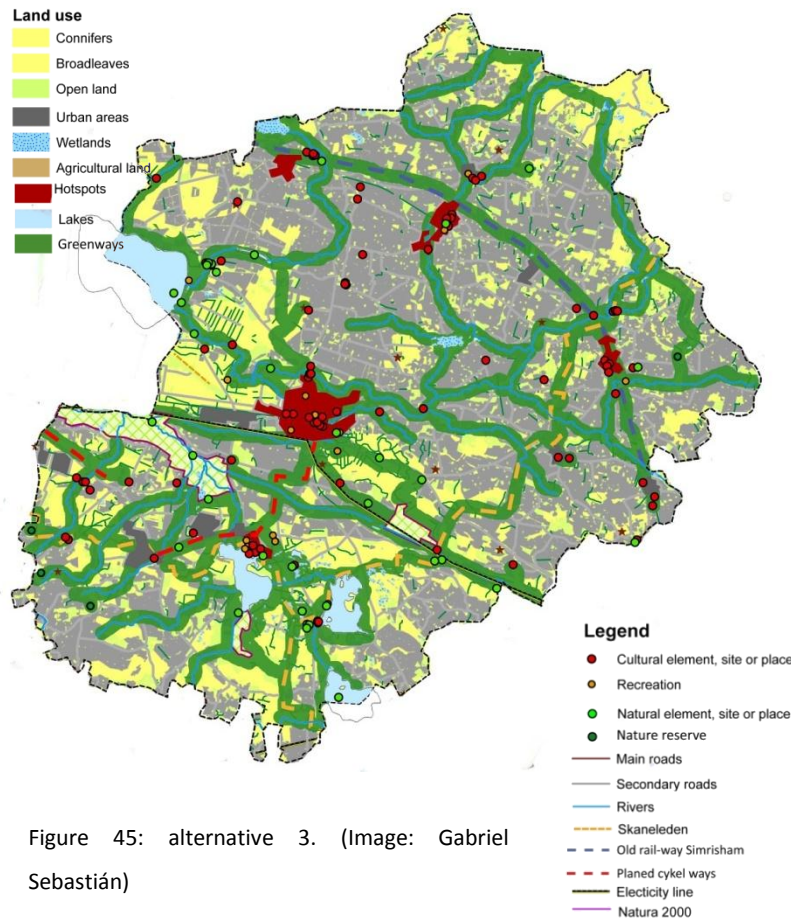 Land use
Connifers
Broadleaves
Open land
Urban areas
Wetlands
Agricultural land
Hotspots
Lakes
Greenways
Legend
Cultural element, site or place
Recreation
Natural element, site or place
Nature reserve
Main roads
Secondary roads
Rivers
Skaneleden
Old rail-way Simrisham
Planed cykel ways
Electicity line
Natura 2000
Figure 45: alternative 3. (Image: Gabriel
Sebastián)